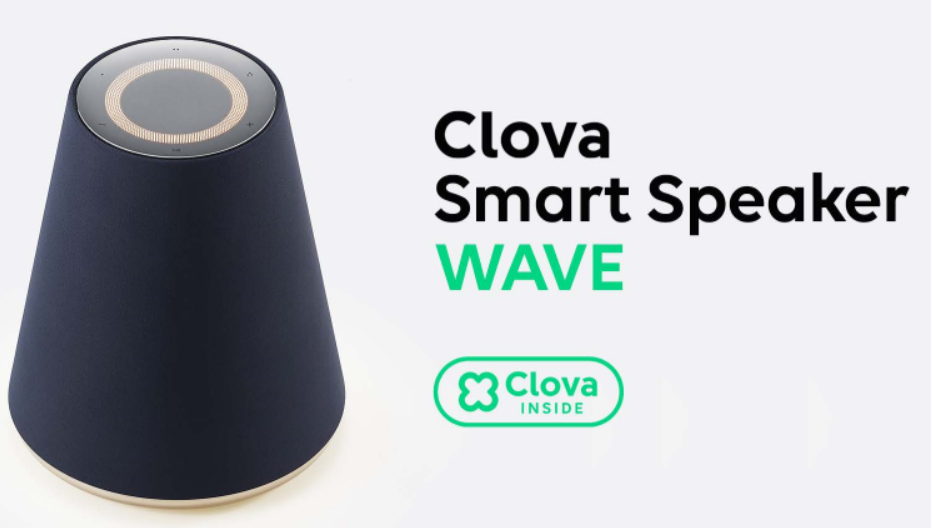 Clova
Smart Speaker
WAVE
Clova
INSIDE